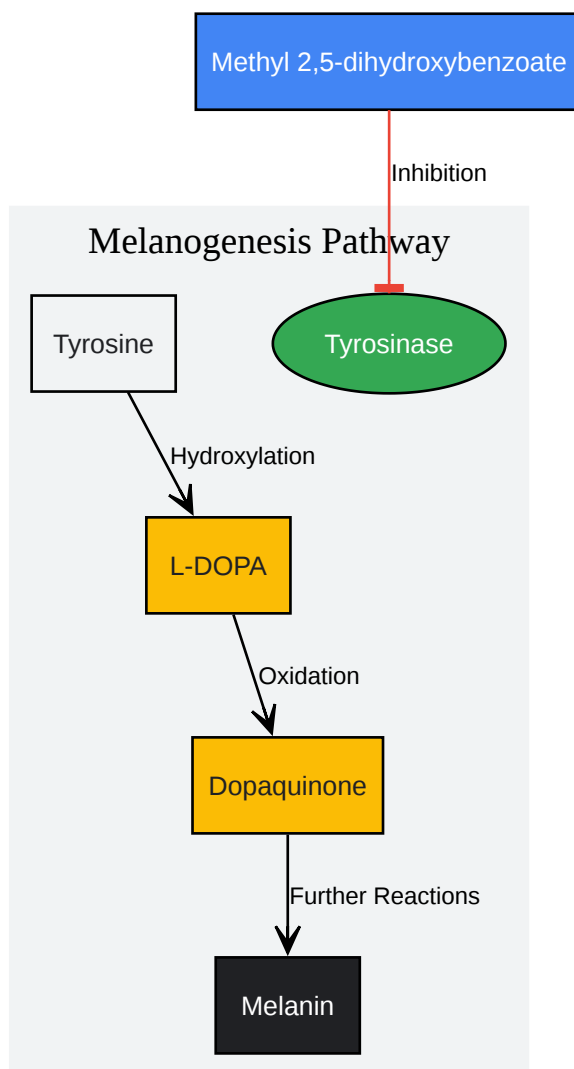 Methyl 2,5-dihydroxybenzoate
Inhibition
Melanogenesis Pathway
Tyrosine
Tyrosinase
Hydroxylation
L-DOPA
Oxidation
Dopaquinone
Further Reactions
Melanin